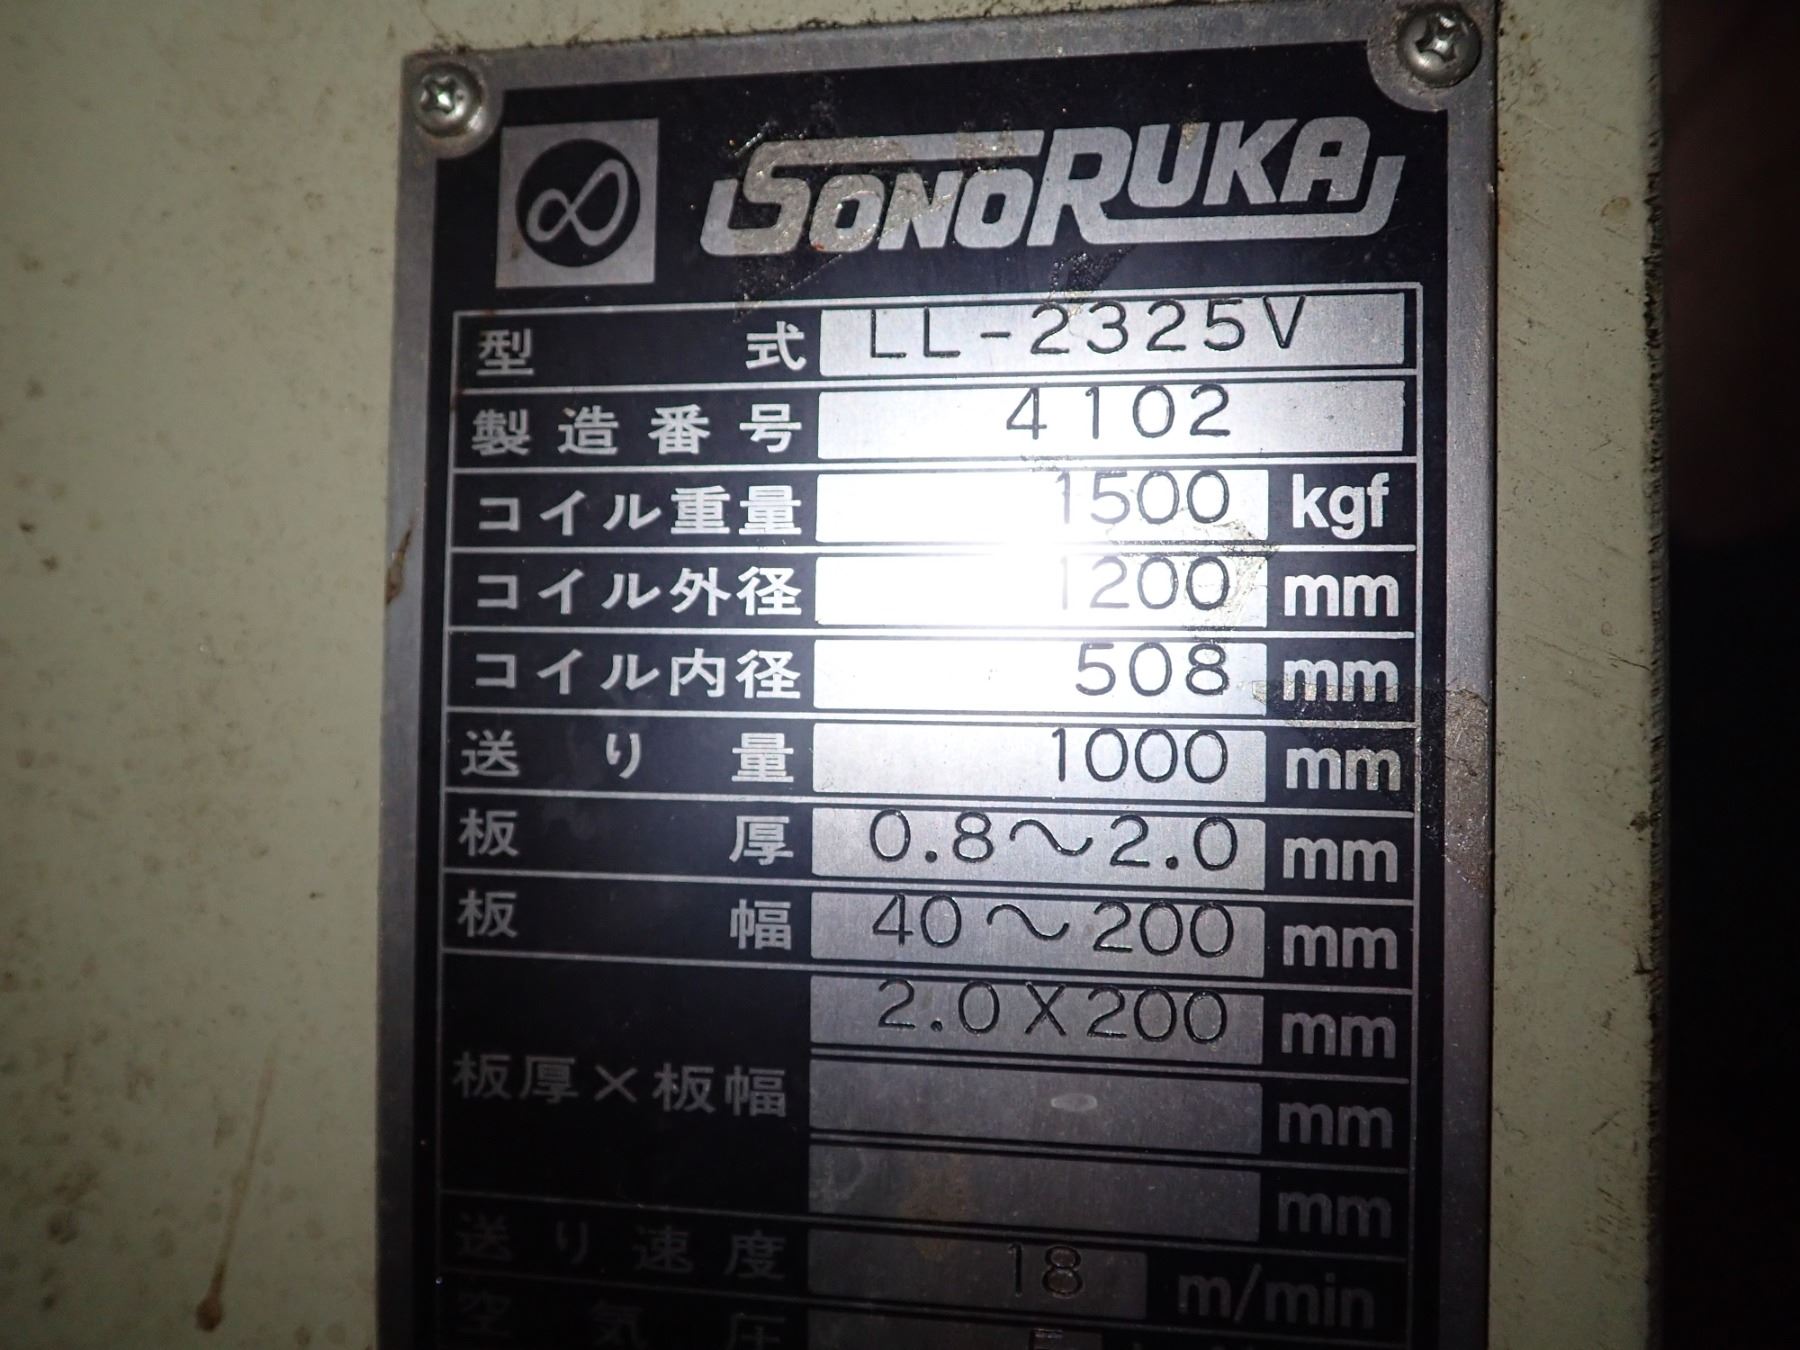 SONORUKA
型式 LL-2325V
製造番号 4102
コイル重量 1500 kgf
コイル外径 1200 mm
コイル内径 508 mm
送り量 1000 mm
板厚 0.8〜2.0 mm
板幅 40〜200 mm
板厚×板幅 2.0X200 mm
mm
mm
送り速度 18 m/min
空気圧